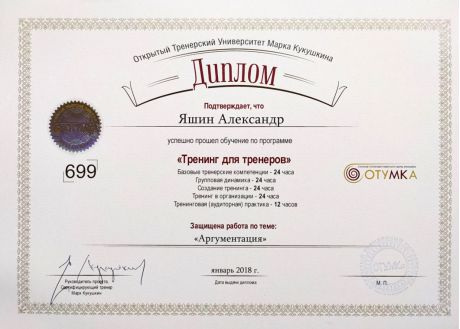 Открытый Тренерский Университет Марка Кукушкина
Диплом
Подтверждает, что
Яшин Александр
успешно прошел обучение по программе
«Тренинг для тренеров»
Базовые тренерские компетенции - 24 часа
Групповая динамика - 24 часа
Создание тренинга - 24 часа
Тренинг в организации - 24 часа
Тренинговая (аудиторная) практика - 12 часов
699
ОТУМКА
Защищена работа по теме:
«Аргументация»
январь 2018 г.
Дата выдачи диплома
Руководитель проекта
Сертифицирующий тренер
Марк Кукушкин
М. П.
ОТУМКА